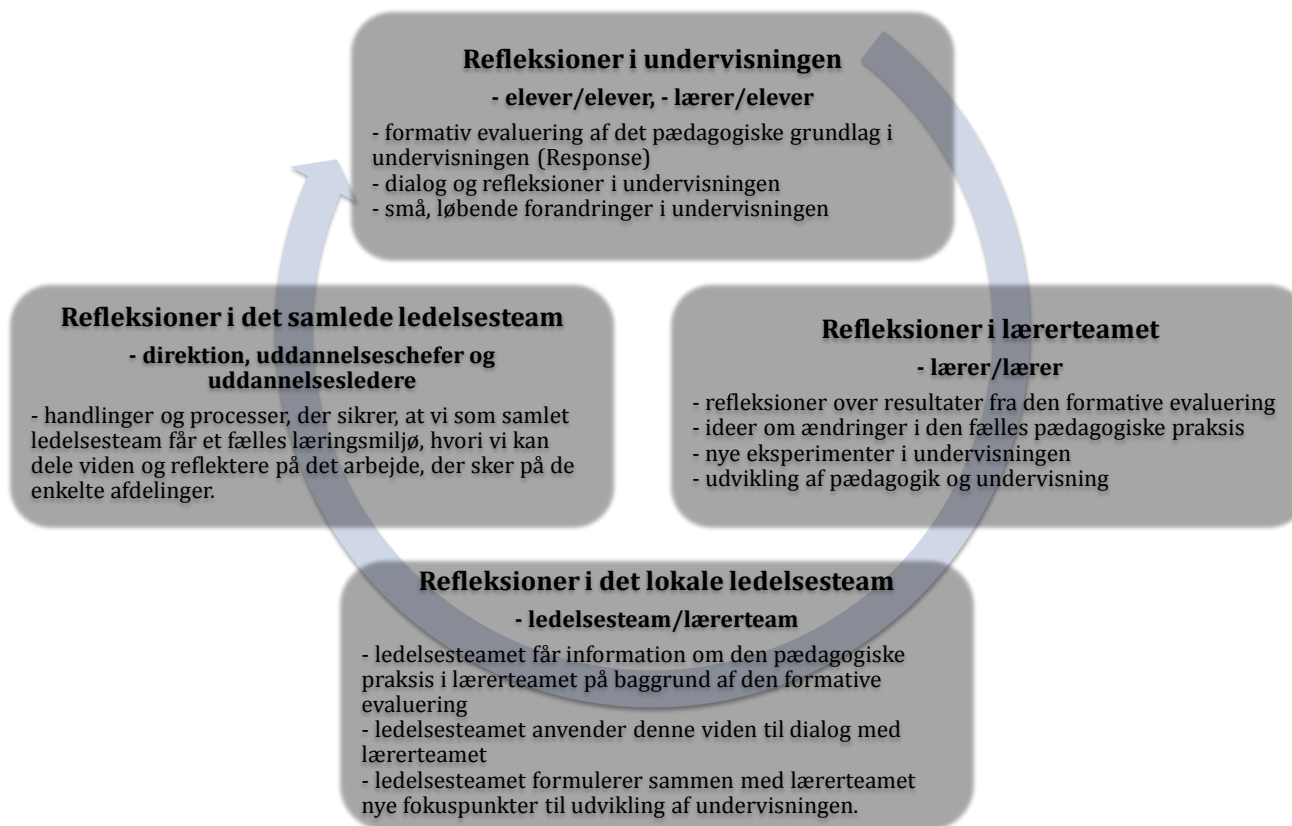 Refleksioner i undervisningen
- elever/elever, - lærer/elever
- formativ evaluering af det pædagogiske grundlag i
undervisningen (Response)
- dialog og refleksioner i undervisningen
- små, løbende forandringer i undervisningen
Refleksioner i lærerteamet
- lærer/lærer
- refleksioner over resultater fra den formative evaluering
- ideer om ændringer i den fælles pædagogiske praksis
- nye eksperimenter i undervisningen
- udvikling af pædagogik og undervisning
Refleksioner i det lokale ledelsesteam
- ledelsesteam/lærerteam
- ledelsesteamet får information om den pædagogiske
praksis i lærerteamet på baggrund af den formative
evaluering
- ledelsesteamet anvender denne viden til dialog med
lærerteamet
- ledelsesteamet formulerer sammen med lærerteamet
nye fokuspunkter til udvikling af undervisningen.
Refleksioner i det samlede ledelsesteam
- direktion, uddannelseschefer og
uddannelsesledere
- handlinger og processer, der sikrer, at vi som samlet
ledelsesteam får et fælles læringsmiljø, hvori vi kan
dele viden og reflektere på det arbejde, der sker på de
enkelte afdelinger.